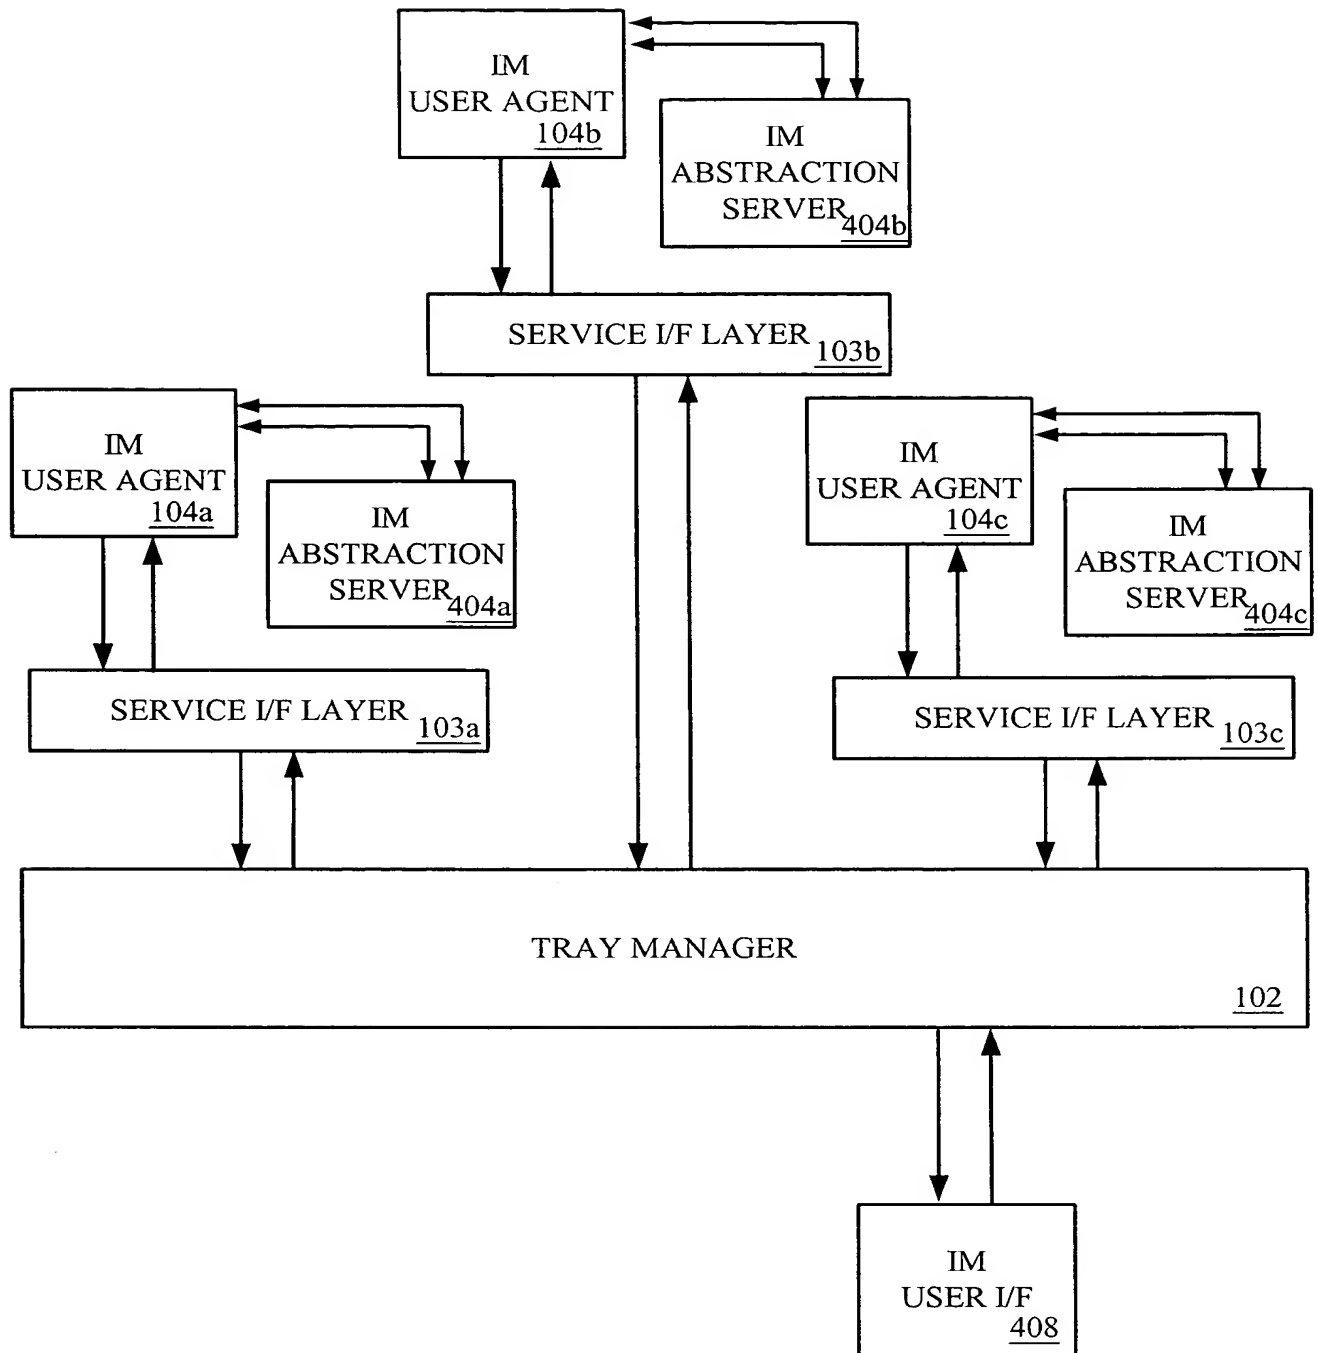 IM
USER AGENT
104b
IM
ABSTRACTION
SERVER
404b
SERVICE I/F LAYER
103b
IM
USER AGENT
104a
IM
ABSTRACTION
SERVER
404a
IM
USER AGENT
104c
IM
ABSTRACTION
SERVER
404c
SERVICE I/F LAYER
103a
SERVICE I/F LAYER
103c
TRAY MANAGER
102
IM
USER I/F
408